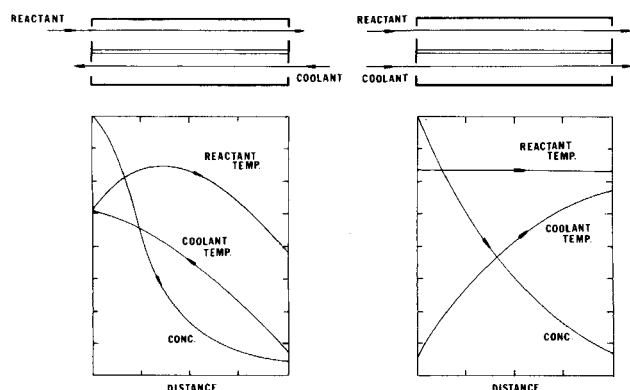 REACTANT
COOLANT
REACTANT
TEMP.
COOLANT
TEMP.
CONC.
DISTANCE
REACTANT
COOLANT
REACTANT
TEMP.
COOLANT
TEMP.
CONC.
DISTANCE